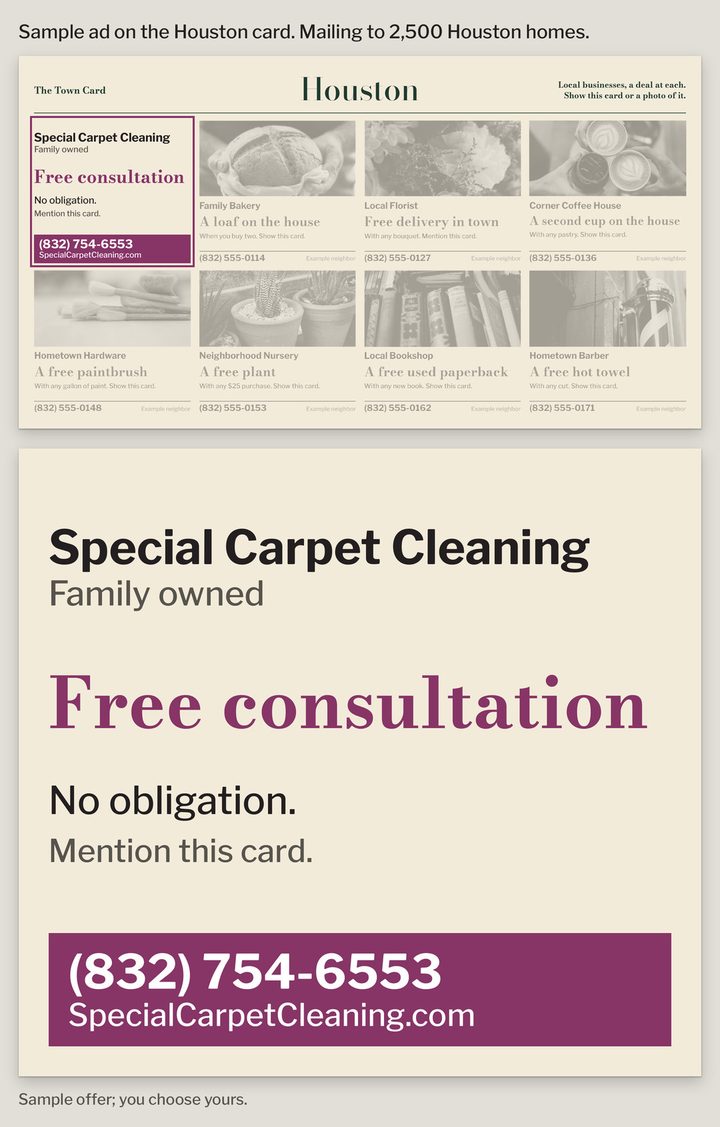 Sample ad on the Houston card. Mailing to 2,500 Houston homes.
The Town Card
Houston
Local businesses, a deal at each.
Show this card or a photo of it.
Special Carpet Cleaning
Family owned
Free consultation
No obligation.
Mention this card.
(832) 754-6553
SpecialCarpetCleaning.com
Family Bakery
A loaf on the house
When you buy two. Show this card.
(832) 555-0114
Example neighbor
Local Florist
Free delivery in town
With any bouquet. Mention this card.
(832) 555-0127
Example neighbor
Corner Coffee House
A second cup on the house
With any pastry. Show this card.
(832) 555-0136
Example neighbor
Hometown Hardware
A free paintbrush
With any gallon of paint. Show this card.
(832) 555-0148
Example neighbor
Neighborhood Nursery
A free plant
With any $25 purchase. Show this card.
(832) 555-0153
Example neighbor
Local Bookshop
A free used paperback
With any new book. Show this card.
(832) 555-0162
Example neighbor
Hometown Barber
A free hot towel
With any cut. Show this card.
(832) 555-0171
Example neighbor
Special Carpet Cleaning
Family owned
Free consultation
No obligation.
Mention this card.
(832) 754-6553
SpecialCarpetCleaning.com
Sample offer; you choose yours.